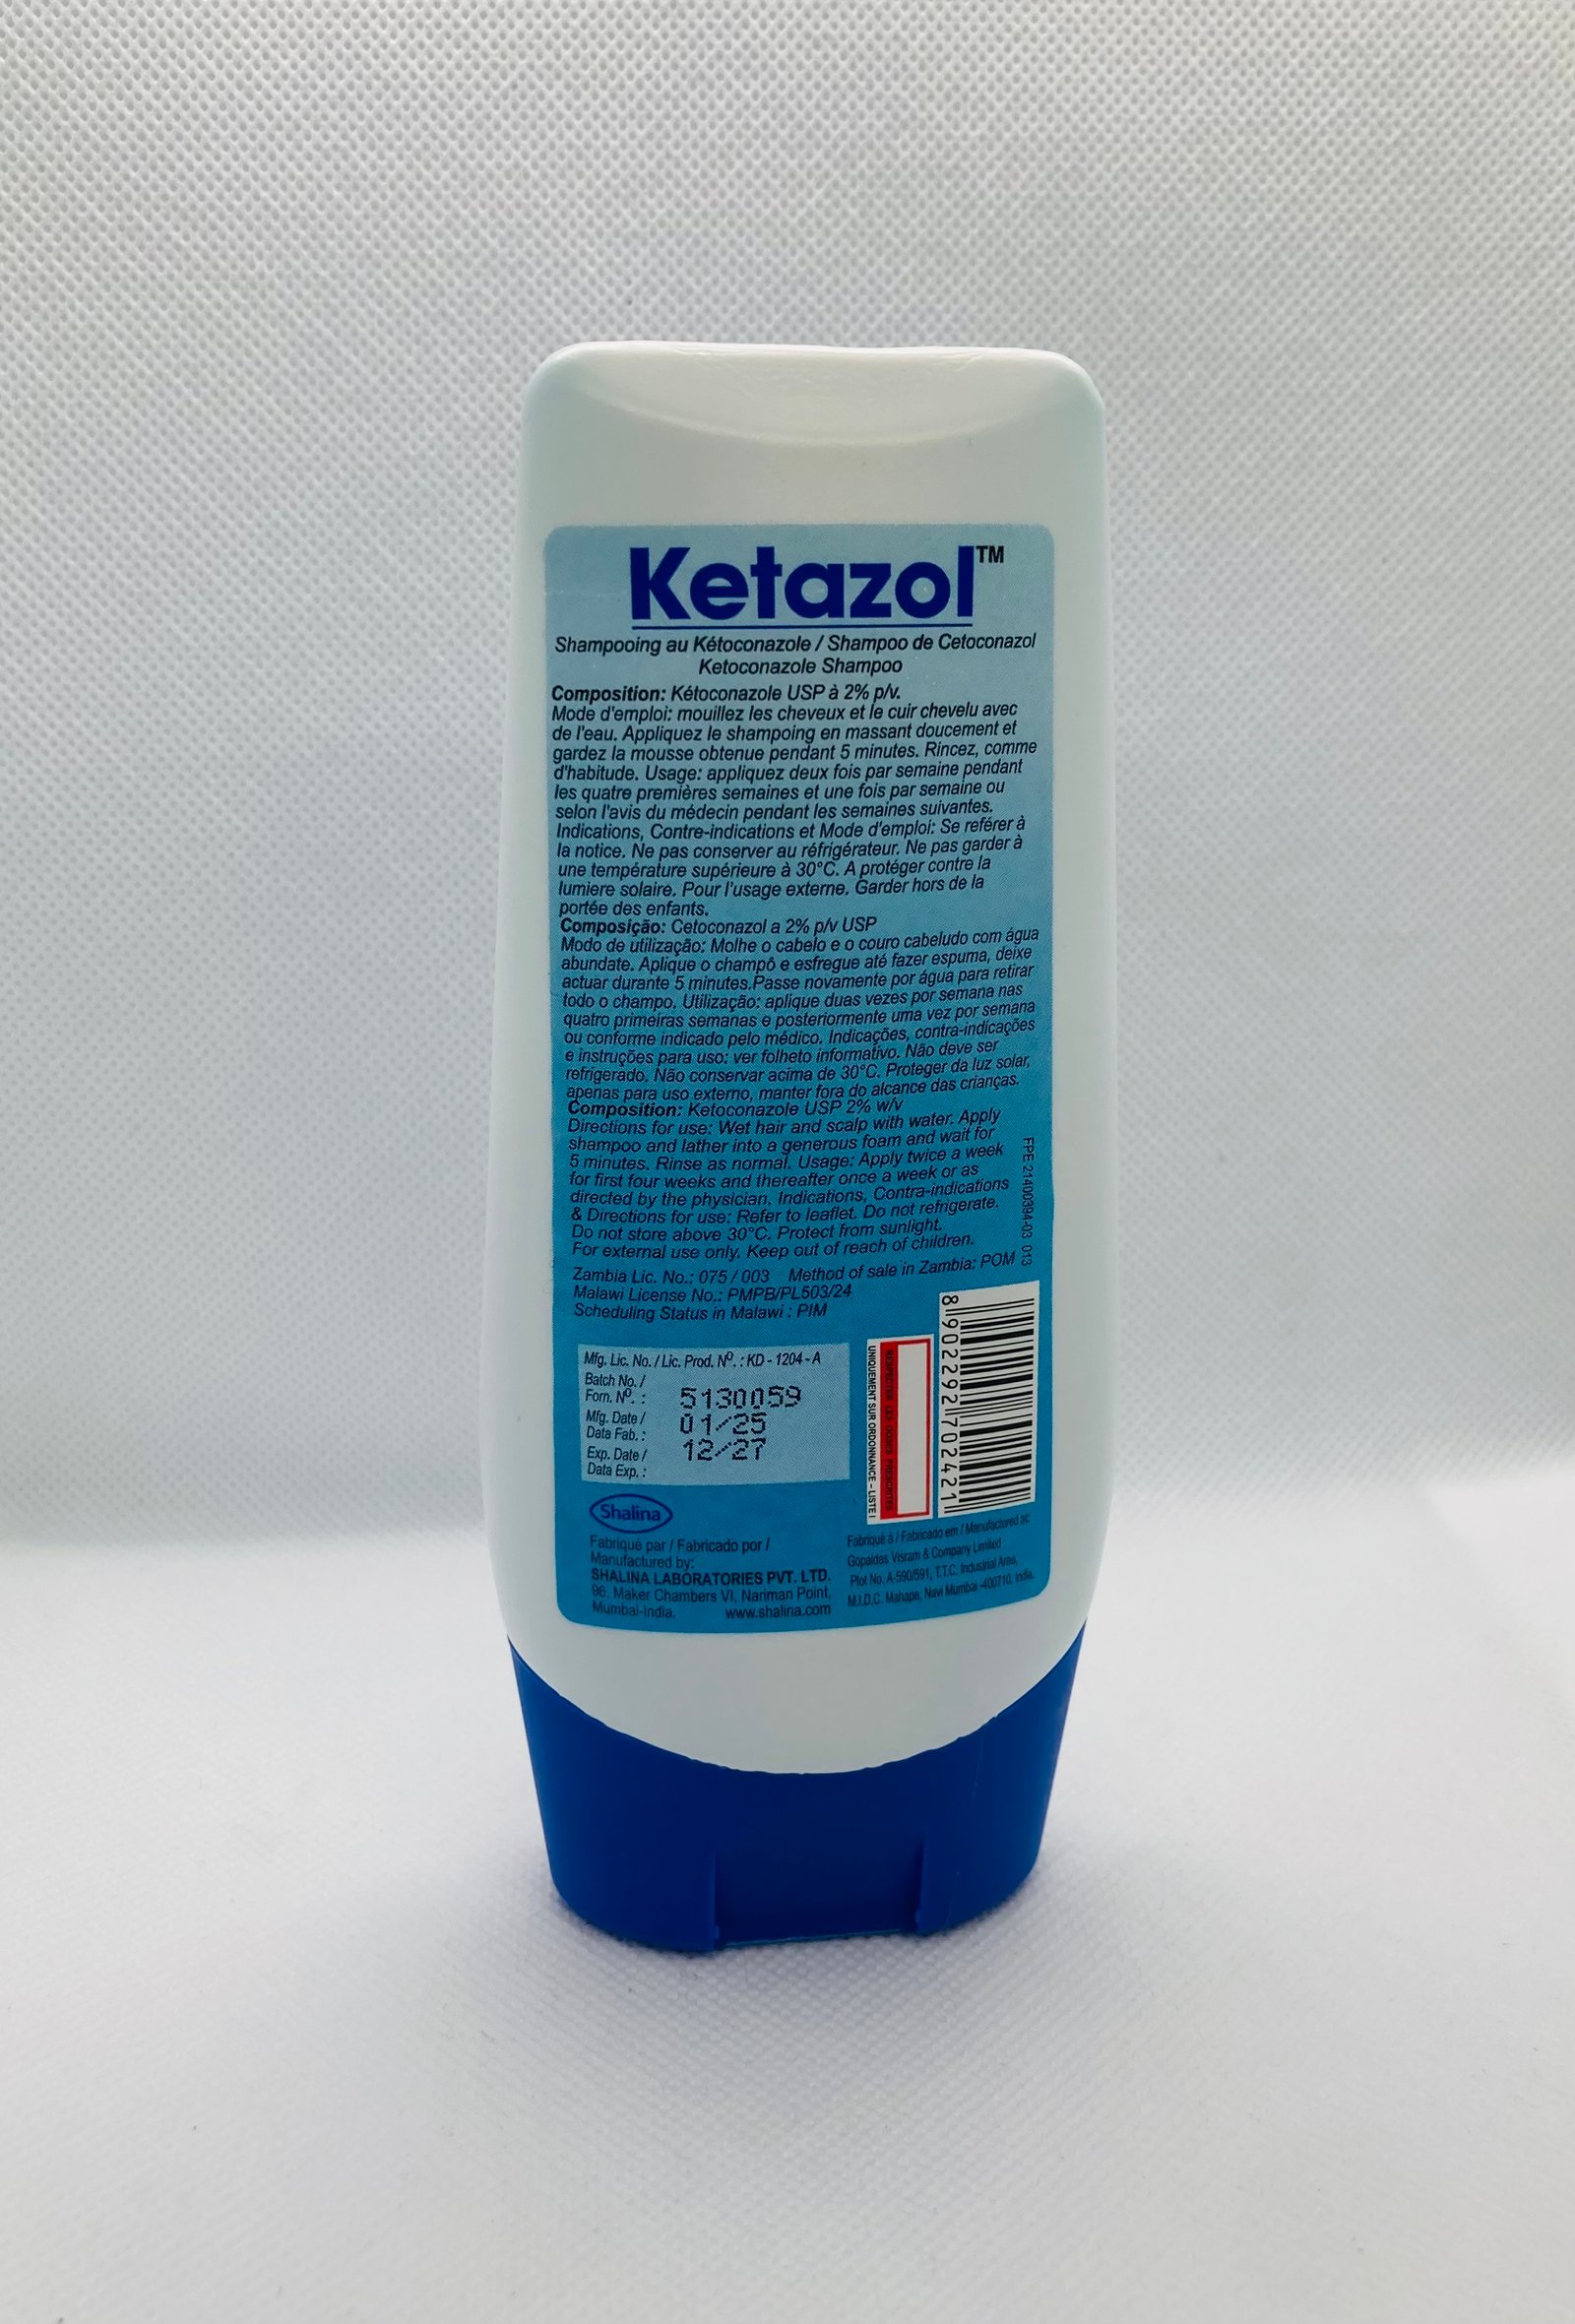 Ketazol™
Shampooing au Kétoconazole / Shampoo de Cetoconazol
Ketoconazole Shampoo
Composition: Kétoconazole USP à 2% p/v.
Mode d'emploi: mouillez les cheveux et le cuir chevelu avec
de l'eau. Appliquez le shampoing en massant doucement et
gardez la mousse obtenue pendant 5 minutes. Rincez, comme
d'habitude. Usage: appliquez deux fois par semaine pendant
les quatre premières semaines et une fois par semaine ou
selon l'avis du médecin pendant les semaines suivantes.
Indications, Contre-indications et Mode d'emploi: Se referér à
la notice. Ne pas conserver au réfrigérateur. Ne pas garder à
une température supérieure à 30°C. A protéger contre la
lumiere solaire. Pour l'usage externe. Garder hors de la
portée des enfants.
Composição: Cetoconazol a 2% p/v USP
Modo de utilização: Molhe o cabelo e o couro cabeludo com água
abundate. Aplique o champô e esfregue até fazer espuma, deixe
actuar durante 5 minutes.Passe novamente por água para retirar
todo o champo. Utilização: aplique duas vezes por semana nas
quatro primeiras semanas e posteriormente uma vez por semana
ou conforme indicado pelo médico. Indicações, contra-indicações
e instruções para uso: ver folheto informativo. Não deve ser
refrigerado. Não conservar acima de 30°C. Proteger da luz solar,
apenas para uso externo, manter fora do alcance das crianças.
Composition: Ketoconazole USP 2% w/v
Directions for use: Wet hair and scalp with water. Apply
shampoo and lather into a generous foam and wait for
5 minutes. Rinse as normal. Usage: Apply twice a week
for first four weeks and thereafter once a week or as
directed by the physician. Indications, Contra-indications
& Directions for use: Refer to leaflet. Do not refrigerate.
Do not store above 30°C. Protect from sunlight.
For external use only. Keep out of reach of children.
FPE 21400394-03 013
Zambia Lic. No.: 075 / 003 Method of sale in Zambia: POM
Malawi License No.: PMPB/PL503/24
Scheduling Status in Malawi : PIM
Mfg. Lic. No. / Lic. Prod. Nº. : KD - 1204 - A
Batch No. /
Forn. Nº. : 5130059
Mfg. Date / 01/25
Data Fab. :
Exp. Date / 12/27
Data Exp. :
UNIQUEMENT SUR ORDONNANCE - LISTE I
RESPECTER LES DOSES PRESCRITES
8 902292 702421
Shalina
Fabriqué par / Fabricado por /
Manufactured by:
SHALINA LABORATORIES PVT. LTD.
96, Maker Chambers VI, Nariman Point,
Mumbai-India. www.shalina.com
Fabriqué à / Fabricado em / Manufactured at:
Gopaldas Visram & Company Limited
Plot No. A-590/591, T.T.C. Industrial Area,
M.I.D.C. Mahape, Navi Mumbai -400710, India.